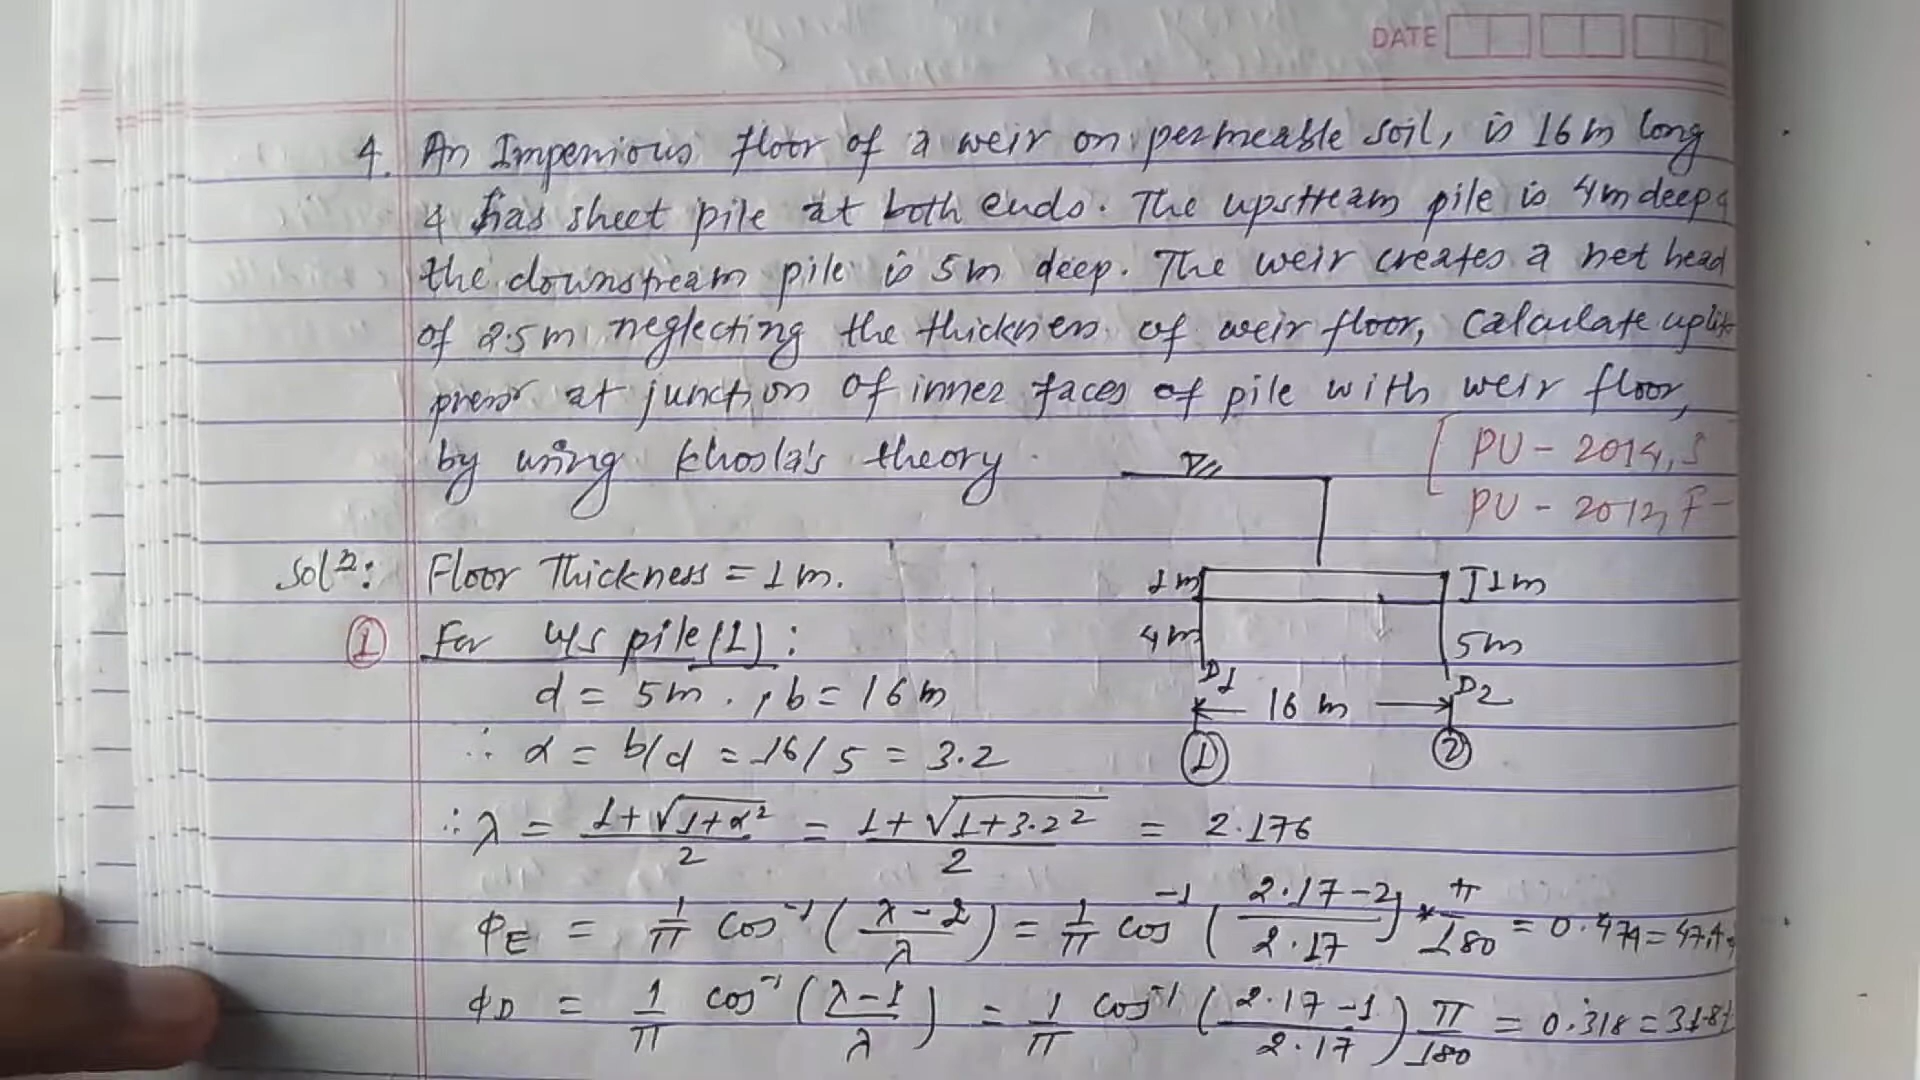 DATE
4. An Impenious floor of a weir on permeable soil, is 16m long
& has sheet pile at both ends. The upstream pile is 4m deep &
the downstream pile is 5m deep. The weir creates a net head
of 2.5m neglecting the thickness of weir floor, Calculate uplift
pressr at junction of inner faces of pile with weir floor,
by using khosla's theory.
[PU - 2014, S
PU - 2012, F
Solⁿ: Floor Thickness = 1m.
1m
1m
① For u/s pile (1):
4m
5m
D1
D2
d = 5m., b = 16m
16 m
∴ α = b/d = 16/5 = 3.2
①
②
∴ λ = (1+√(1+α²))/2 = (1+√(1+3.2²))/2 = 2.176
ΦE = 1/π cos⁻¹((λ-2)/λ) = 1/π cos⁻¹((2.17-2)/2.17) * π/180 = 0.474 = 47.4
ΦD = 1/π cos⁻¹((λ-1)/λ) = 1/π cos⁻¹((2.17-1)/2.17) π/180 = 0.318 = 31.8